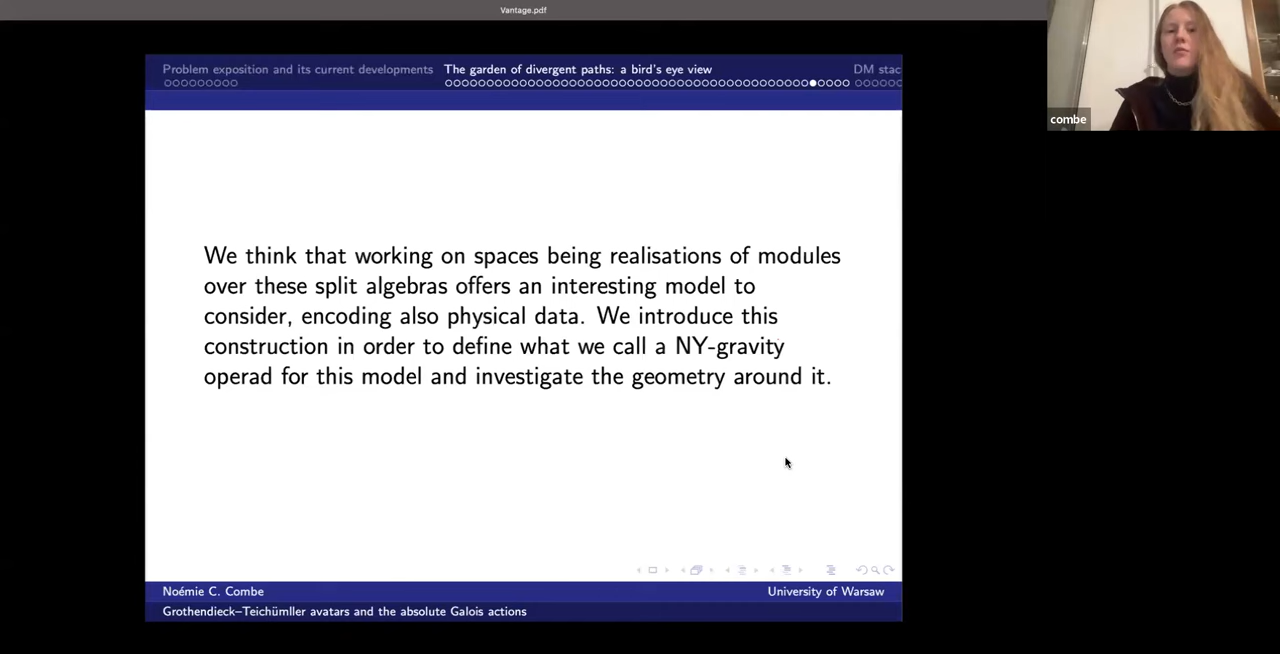 Vantage.pdf
combe
Problem exposition and its current developments
The garden of divergent paths: a bird's eye view
DM stac
We think that working on spaces being realisations of modules
over these split algebras offers an interesting model to
consider, encoding also physical data. We introduce this
construction in order to define what we call a NY-gravity
operad for this model and investigate the geometry around it.
Noémie C. Combe
University of Warsaw
Grothendieck–Teichümller avatars and the absolute Galois actions